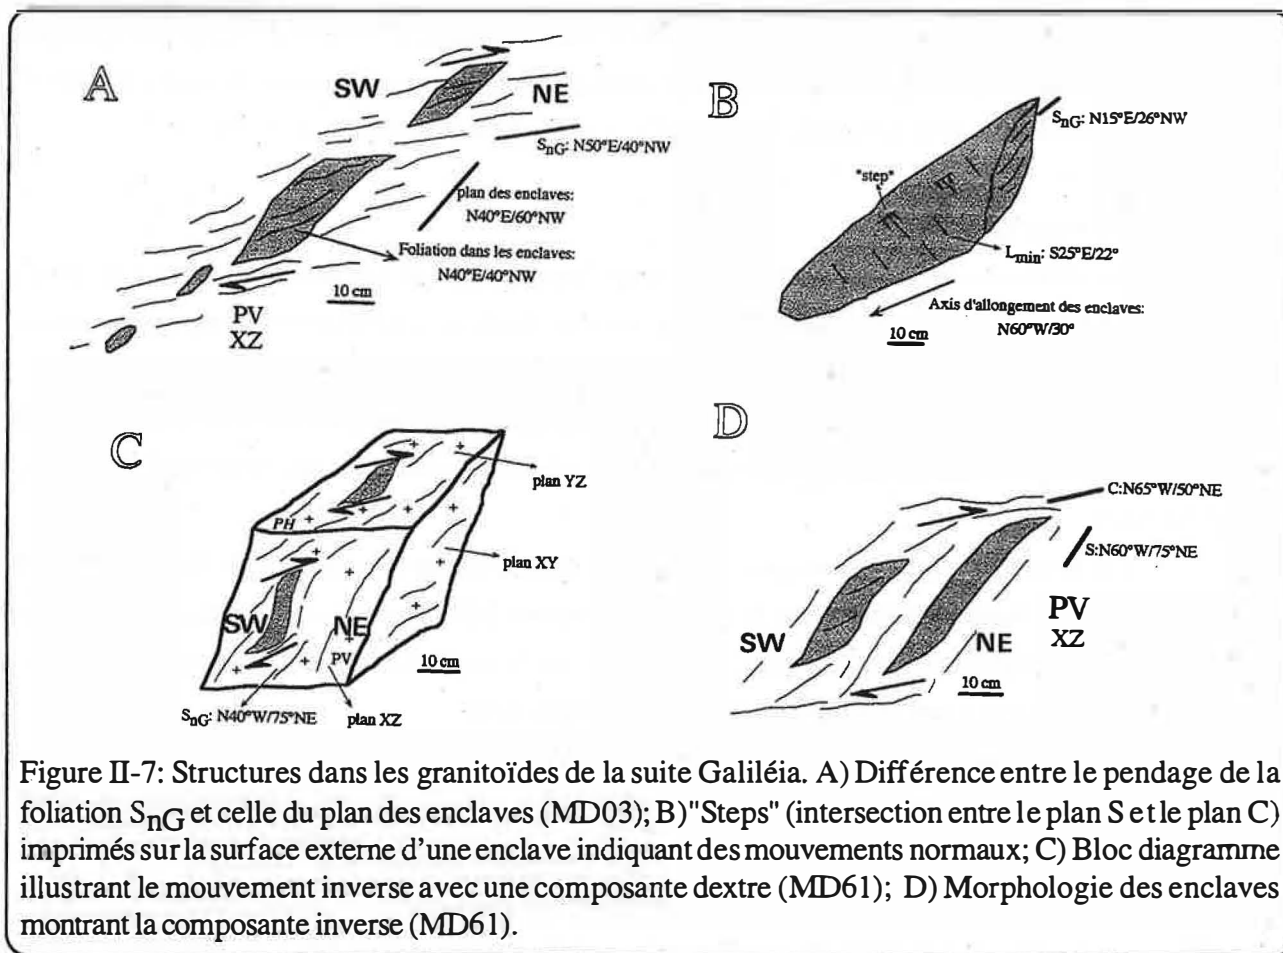 A
SW
NE
SnG: N50°E/40°NW
plan des enclaves:
N40°E/60°NW
Foliation dans les enclaves:
N40°E/40°NW
10 cm
PV
XZ
B
SnG: N15°E/26°NW
"step"
Lmin: S25°E/22°
Axis d'allongement des enclaves:
N60°W/30°
10 cm
C
plan YZ
PH
plan XY
SW
NE
PV
10 cm
SnG: N40°W/75°NE
plan XZ
D
C:N65°W/50°NE
S:N60°W/75°NE
PV
XZ
SW
NE
10 cm
Figure II-7: Structures dans les granitoïdes de la suite Galiléia. A) Différence entre le pendage de la
foliation SnG et celle du plan des enclaves (MD03); B)"Steps" (intersection entre le plan S et le plan C)
imprimés sur la surface externe d'une enclave indiquant des mouvements normaux; C) Bloc diagramme
illustrant le mouvement inverse avec une composante dextre (MD61); D) Morphologie des enclaves
montrant la composante inverse (MD61).